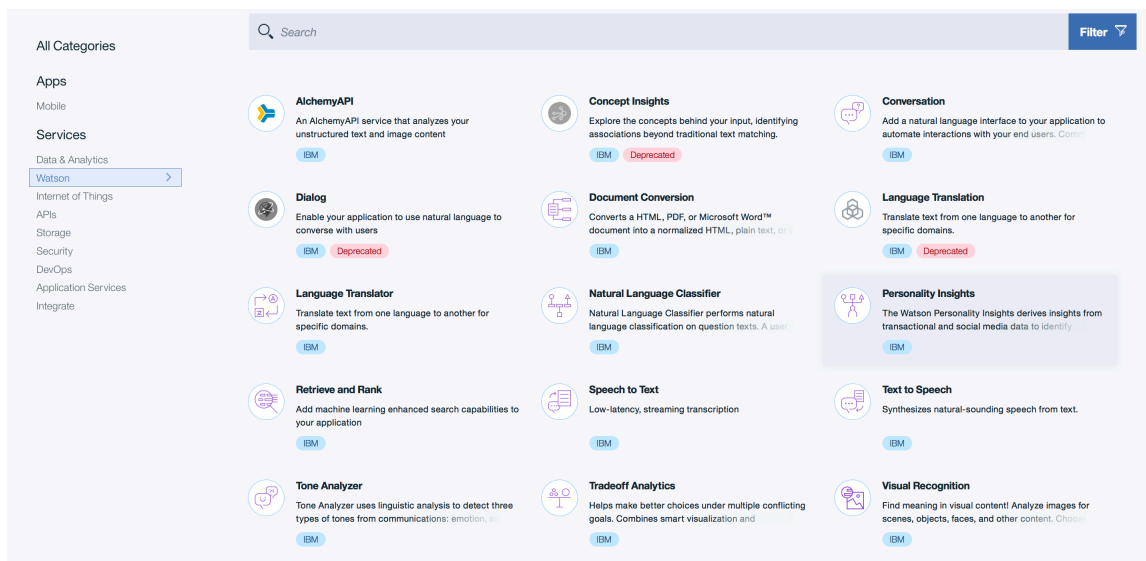 Search
Filter
All Categories
Apps
Mobile
Services
Data & Analytics
Watson
Internet of Things
APIs
Storage
Security
DevOps
Application Services
Integrate
AlchemyAPI
An AlchemyAPI service that analyzes your
unstructured text and image content
IBM
Concept Insights
Explore the concepts behind your input, identifying
associations beyond traditional text matching.
IBM Deprecated
Conversation
Add a natural language interface to your application to
automate interactions with your end users.
IBM
Dialog
Enable your application to use natural language to
converse with users
IBM Deprecated
Document Conversion
Converts a HTML, PDF, or Microsoft Word™
document into a normalized HTML, plain text, or
IBM
Language Translation
Translate text from one language to another for
specific domains.
IBM Deprecated
Language Translator
Translate text from one language to another for
specific domains.
IBM
Natural Language Classifier
Natural Language Classifier performs natural
language classification on question texts. A user
IBM
Personality Insights
The Watson Personality Insights derives insights from
transactional and social media data to identify
IBM
Retrieve and Rank
Add machine learning enhanced search capabilities to
your application
IBM
Speech to Text
Low-latency, streaming transcription
IBM
Text to Speech
Synthesizes natural-sounding speech from text.
IBM
Tone Analyzer
Tone Analyzer uses linguistic analysis to detect three
types of tones from communications: emotion,
IBM
Tradeoff Analytics
Helps make better choices under multiple conflicting
goals. Combines smart visualization and
IBM
Visual Recognition
Find meaning in visual content! Analyze images for
scenes, objects, faces, and other content. Choose
IBM